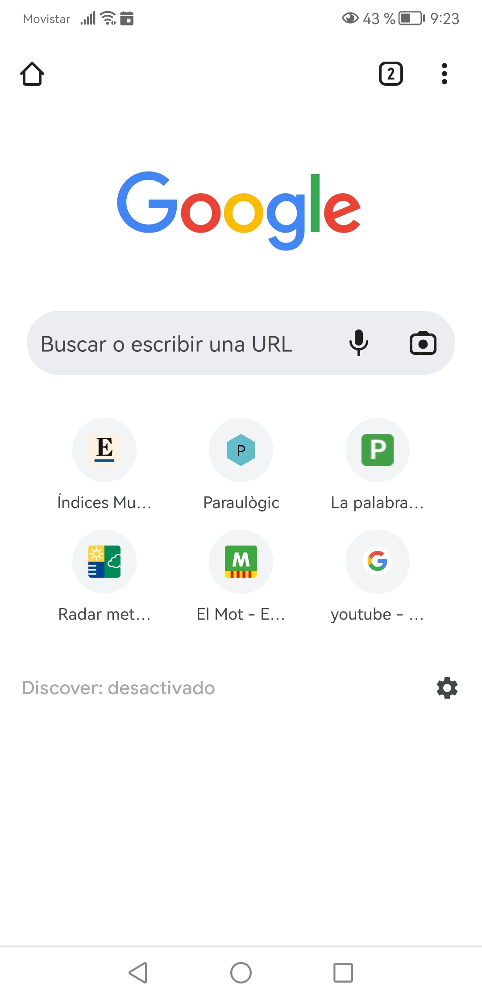 Movistar 43 % 9:23
2
Google
Buscar o escribir una URL
E P P
Índices Mu... Paraulògic La palabra...
M G
Radar met... El Mot - E... youtube - ...
Discover: desactivado